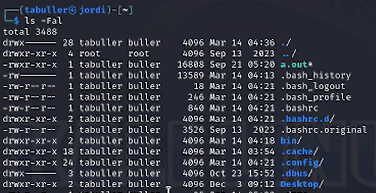 ┌──(tabuller㉿jordi)-[~]
└─$ ls -Fal
total 3488
drwx------ 28 tabuller buller 4096 Mar 14 04:36 ./
drwxr-xr-x 4 root root 4096 Sep 13 2023 ../
-rwxr-xr-x 1 tabuller buller 16808 Sep 21 05:20 a.out*
-rw------- 1 tabuller buller 13589 Mar 14 04:13 .bash_history
-rw-r--r-- 1 tabuller buller 18 Mar 14 04:21 .bash_logout
-rw-r--r-- 1 tabuller buller 246 Mar 14 04:21 .bash_profile
-rw-r--r-- 1 tabuller buller 840 Mar 14 04:21 .bashrc
drwxr-xr-x 2 tabuller buller 4096 Mar 14 04:21 .bashrc.d/
-rw-r--r-- 1 tabuller buller 3526 Sep 13 2023 .bashrc.original
drwxr-xr-x 2 tabuller buller 4096 Mar 14 04:18 bin/
drwxr-xr-x 18 tabuller buller 4096 Mar 14 03:54 .cache/
drwxr-xr-x 24 tabuller buller 4096 Mar 14 04:21 .config/
drwx------ 3 tabuller buller 4096 Oct 23 15:52 .dbus/
drwxr-xr-x 2 tabuller buller 4096 Dec 3 09:12 Desktop/